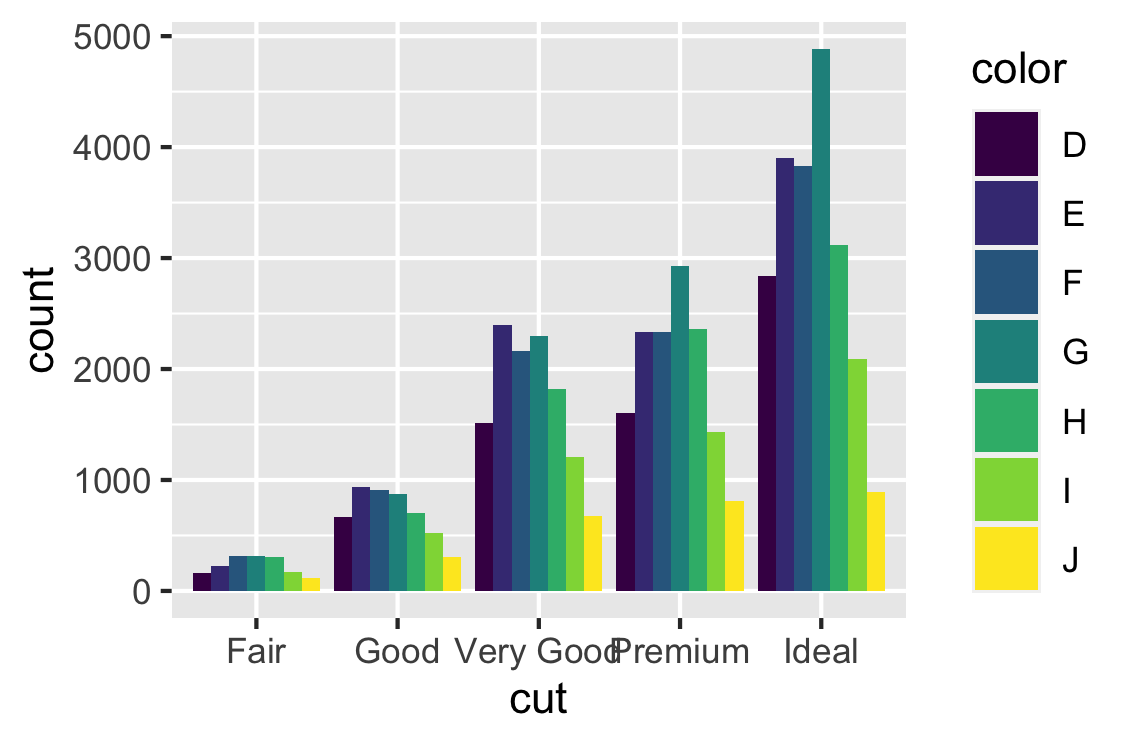 5000
4000
3000
2000
1000
0
count
Fair
Good
Very Good
Premium
Ideal
cut
color
D
E
F
G
H
I
J